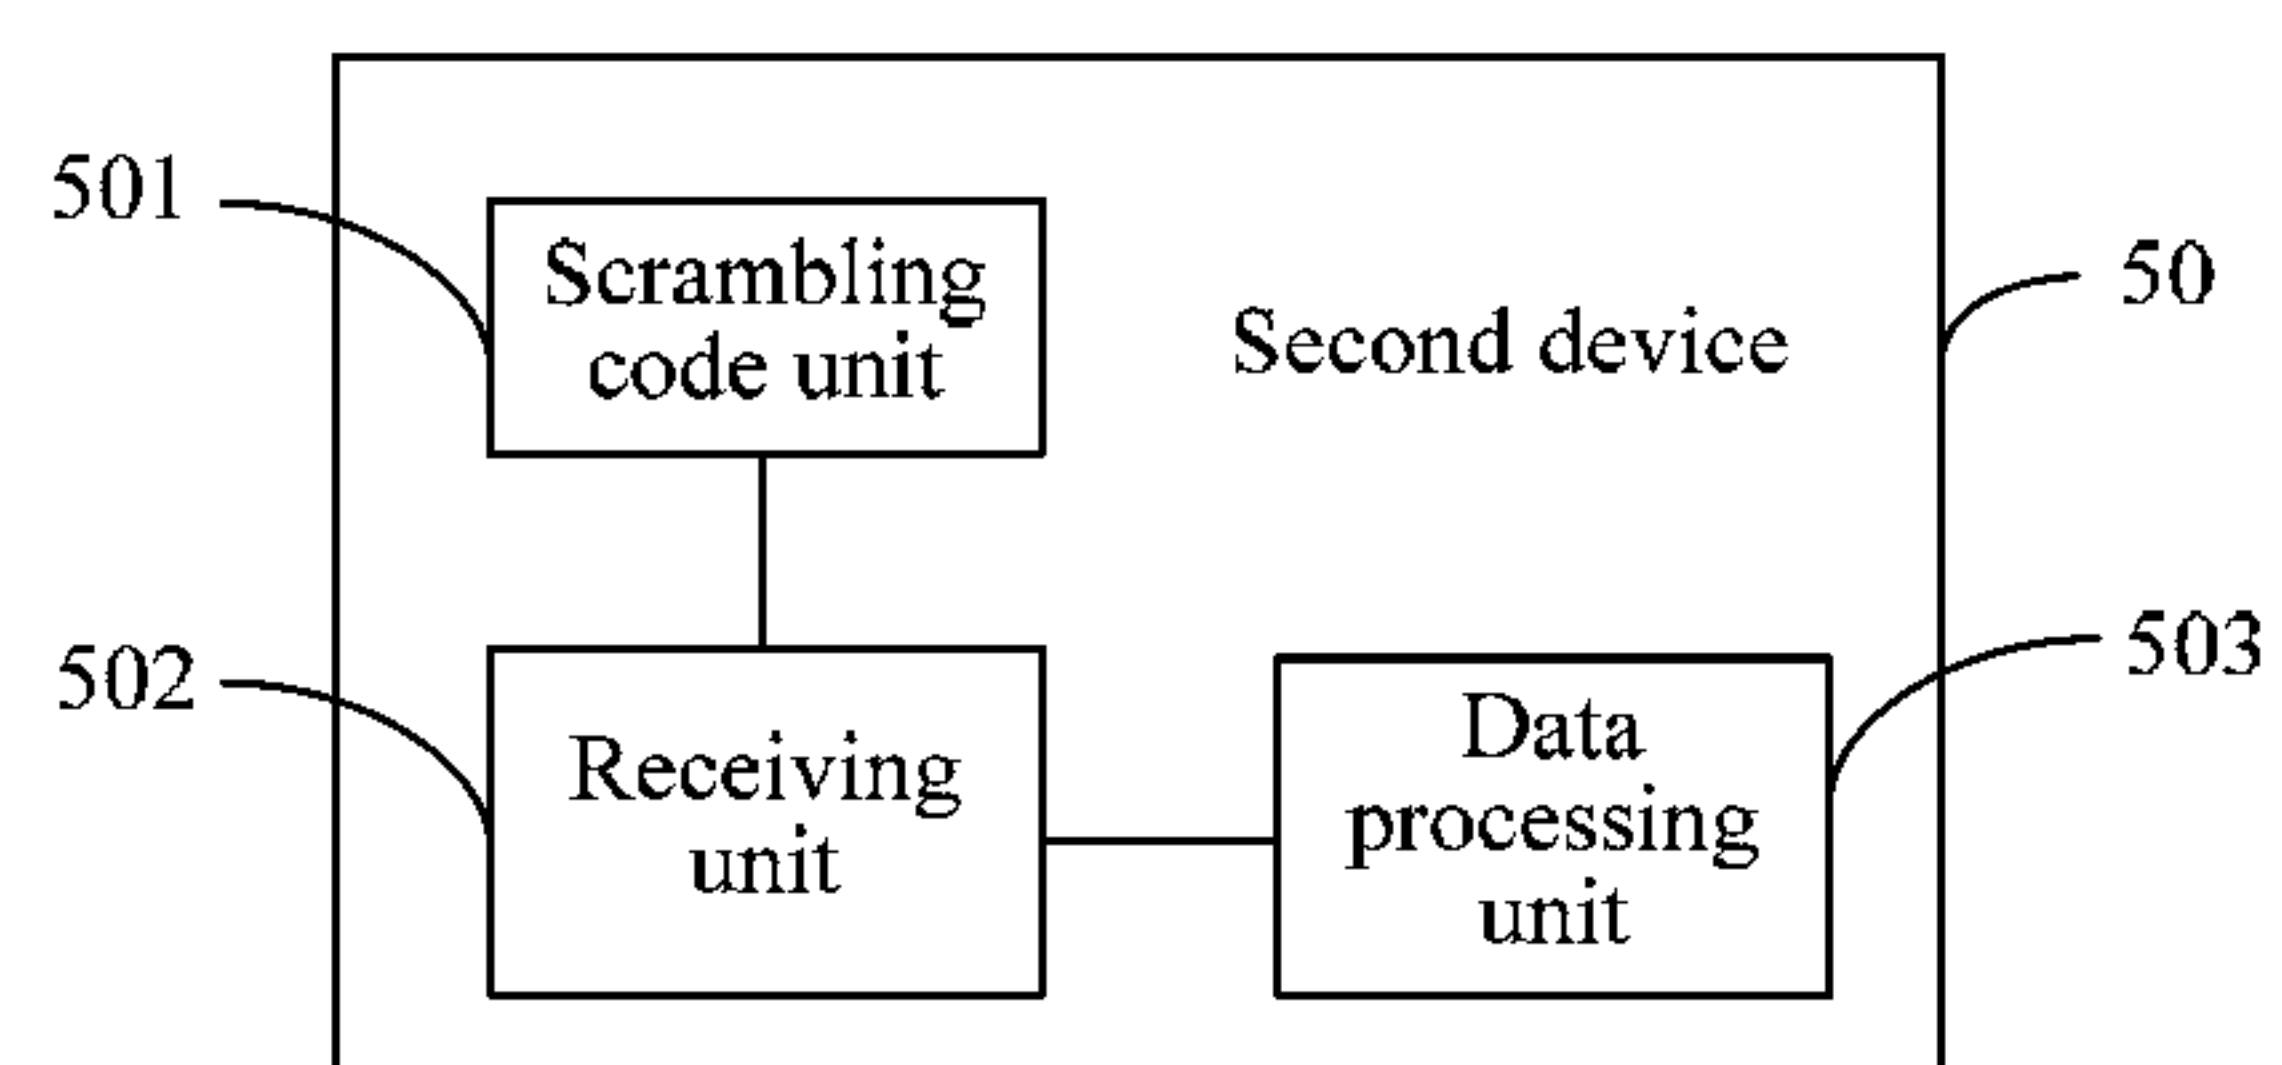 501
Scrambling
code unit
Second device
50
502
Receiving
unit
Data
processing
unit
503